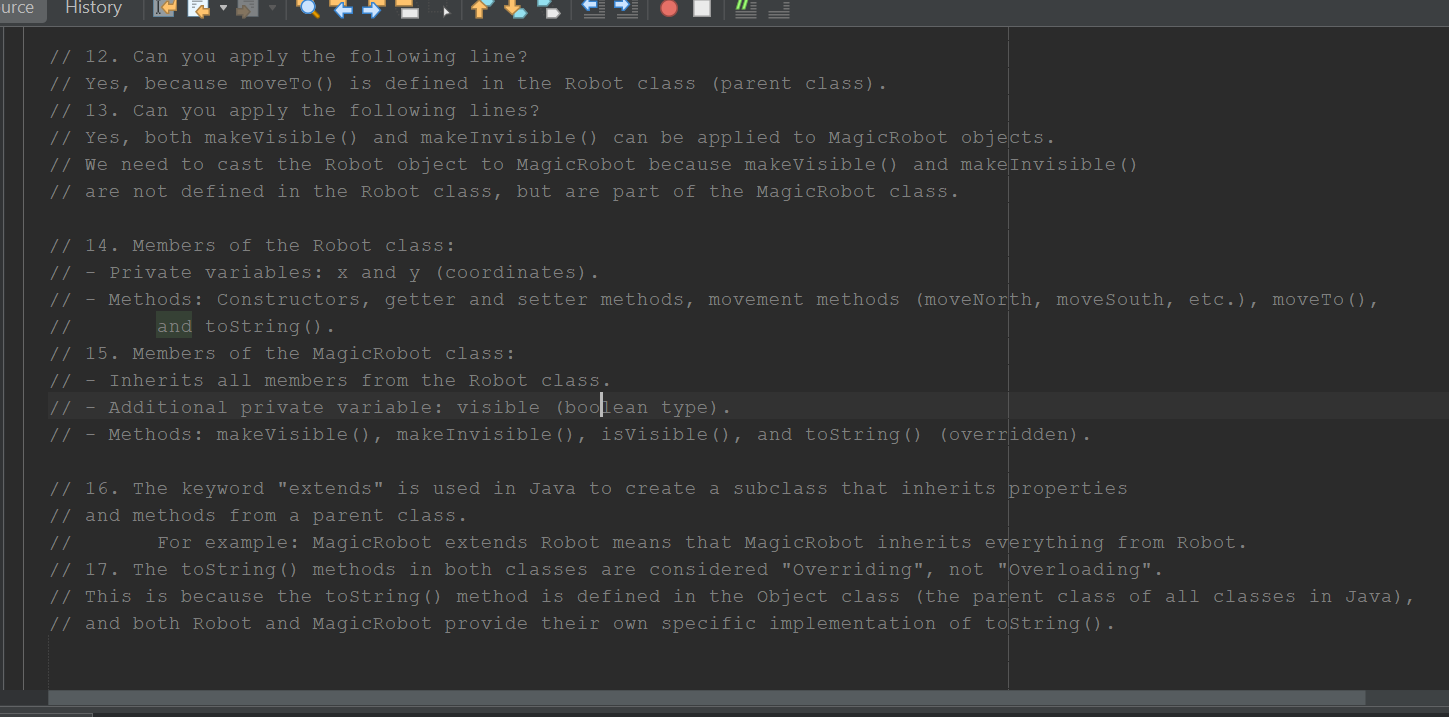 urce History
// 12. Can you apply the following line?
// Yes, because moveTo() is defined in the Robot class (parent class).
// 13. Can you apply the following lines?
// Yes, both makeVisible() and makeInvisible() can be applied to MagicRobot objects.
// We need to cast the Robot object to MagicRobot because makeVisible() and makeInvisible()
// are not defined in the Robot class, but are part of the MagicRobot class.
// 14. Members of the Robot class:
// - Private variables: x and y (coordinates).
// - Methods: Constructors, getter and setter methods, movement methods (moveNorth, moveSouth, etc.), moveTo(),
//       and toString().
// 15. Members of the MagicRobot class:
// - Inherits all members from the Robot class.
// - Additional private variable: visible (boolean type).
// - Methods: makeVisible(), makeInvisible(), isVisible(), and toString() (overridden).
// 16. The keyword "extends" is used in Java to create a subclass that inherits properties
// and methods from a parent class.
//       For example: MagicRobot extends Robot means that MagicRobot inherits everything from Robot.
// 17. The toString() methods in both classes are considered "Overriding", not "Overloading".
// This is because the toString() method is defined in the Object class (the parent class of all classes in Java),
// and both Robot and MagicRobot provide their own specific implementation of toString().